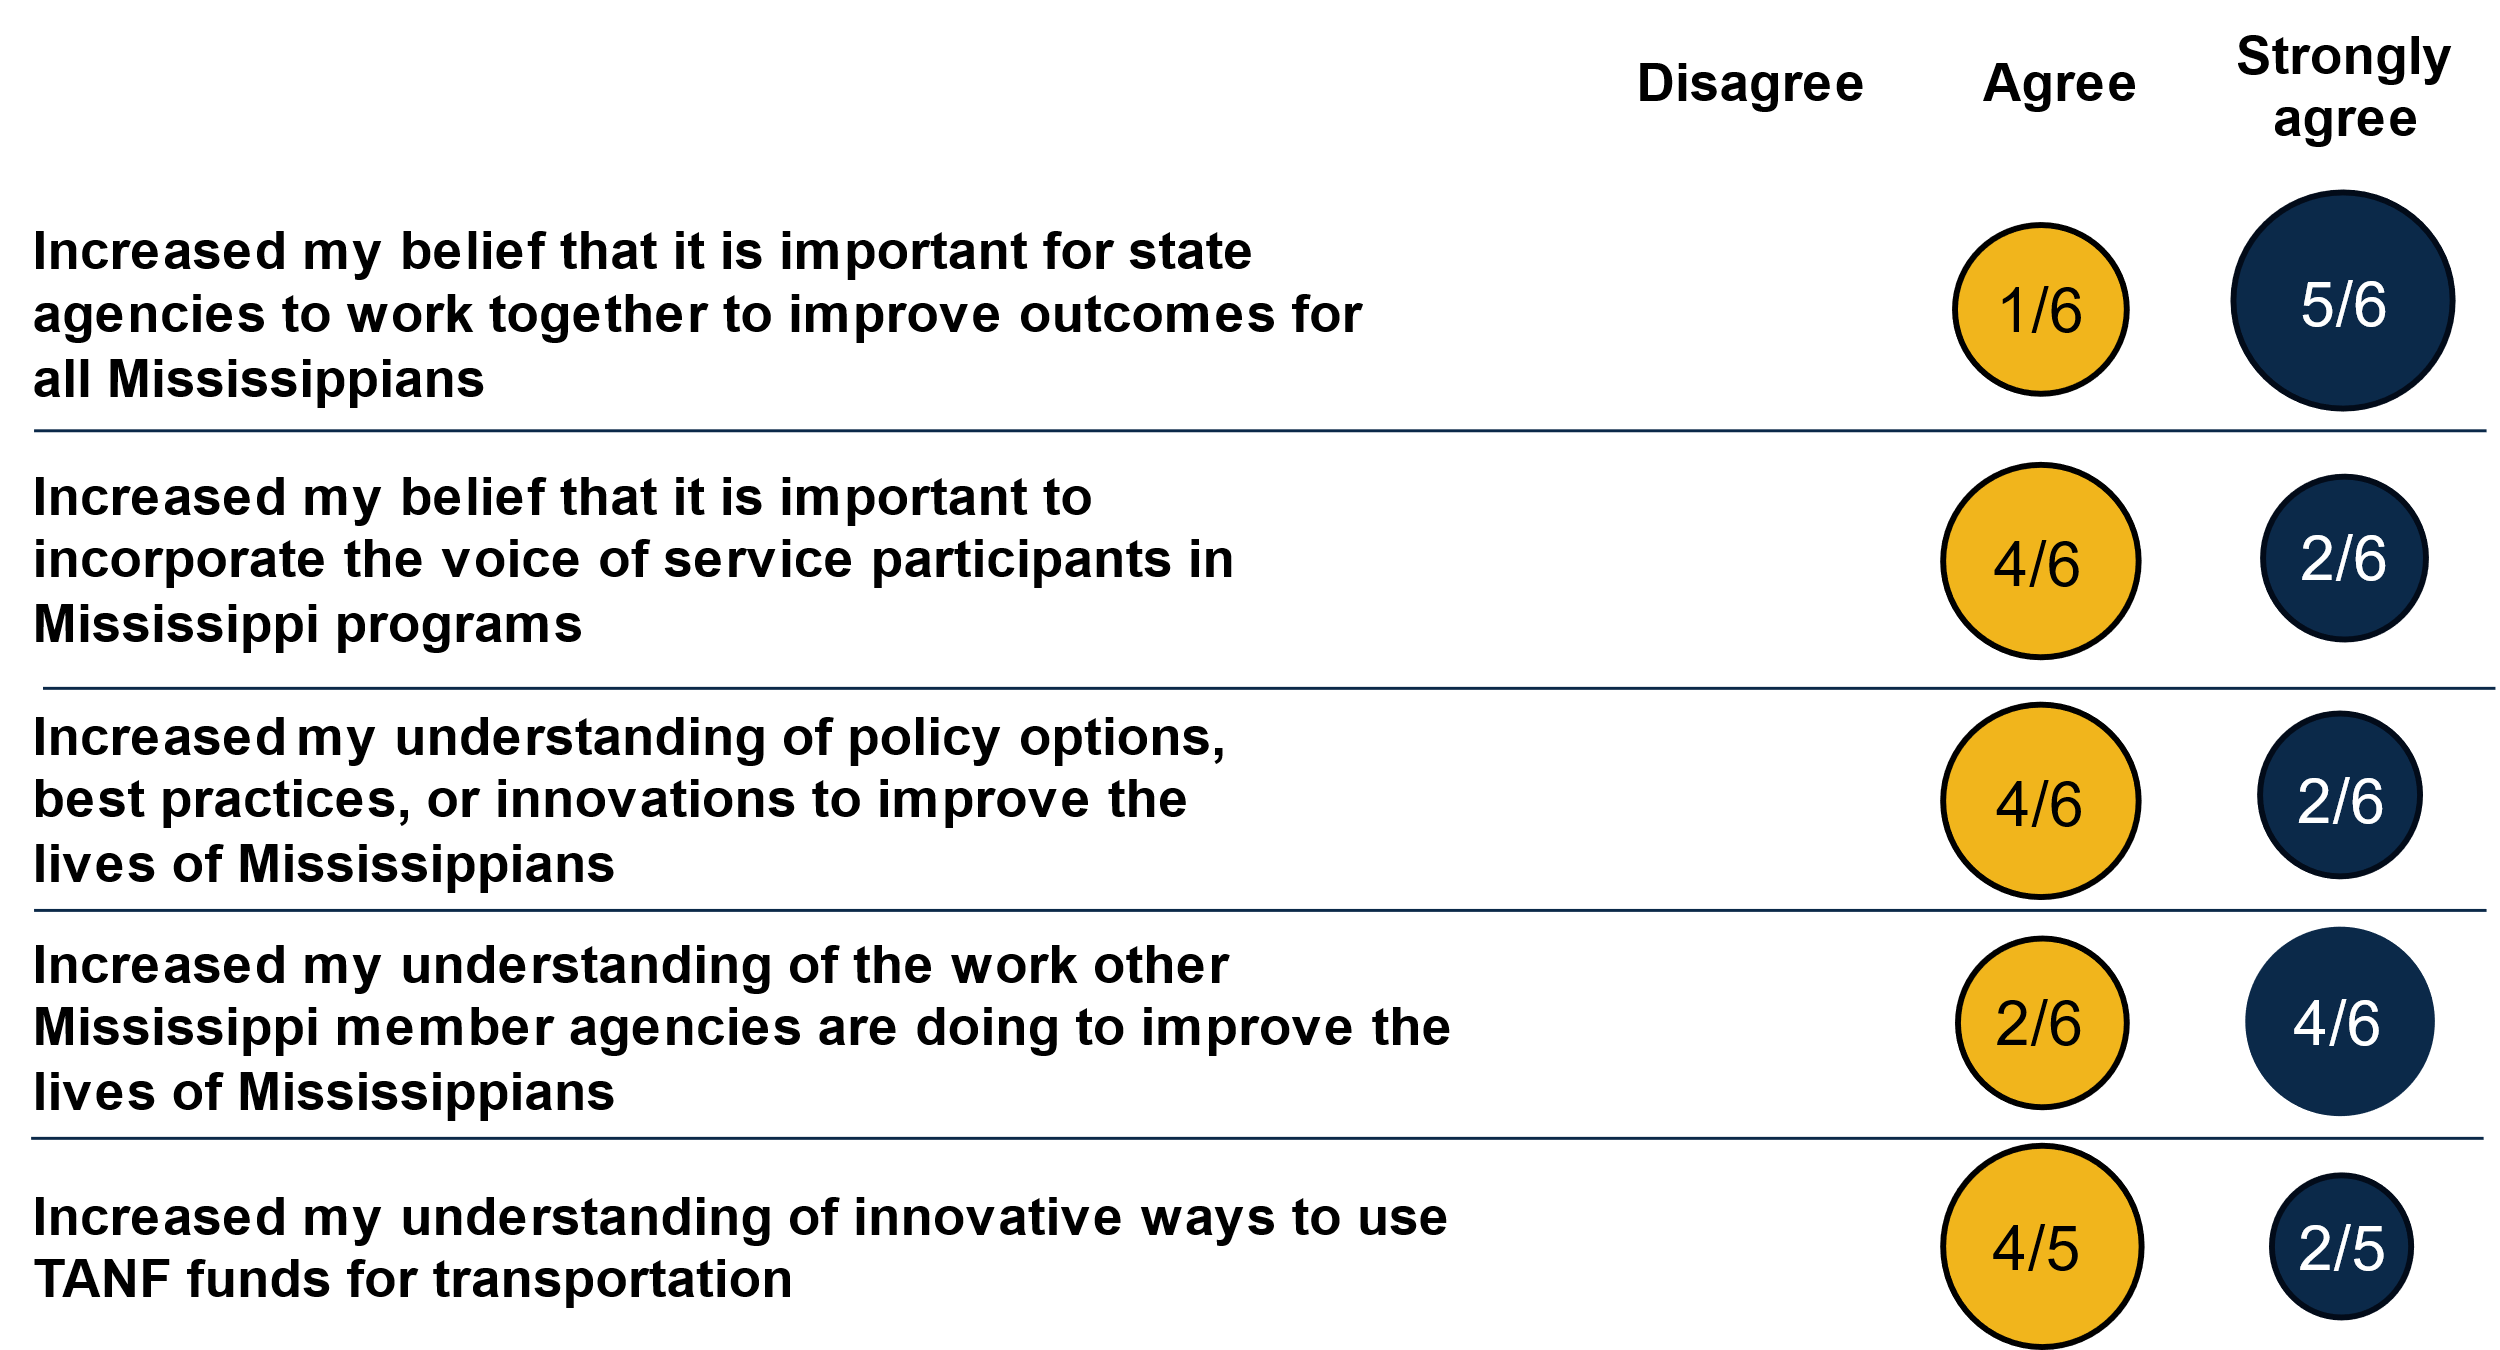 Disagree Agree Strongly agree
Increased my belief that it is important for state
agencies to work together to improve outcomes for
all Mississippians
1/6 5/6
Increased my belief that it is important to
incorporate the voice of service participants in
Mississippi programs
4/6 2/6
Increased my understanding of policy options,
best practices, or innovations to improve the
lives of Mississippians
4/6 2/6
Increased my understanding of the work other
Mississippi member agencies are doing to improve the
lives of Mississippians
2/6 4/6
Increased my understanding of innovative ways to use
TANF funds for transportation
4/5 2/5